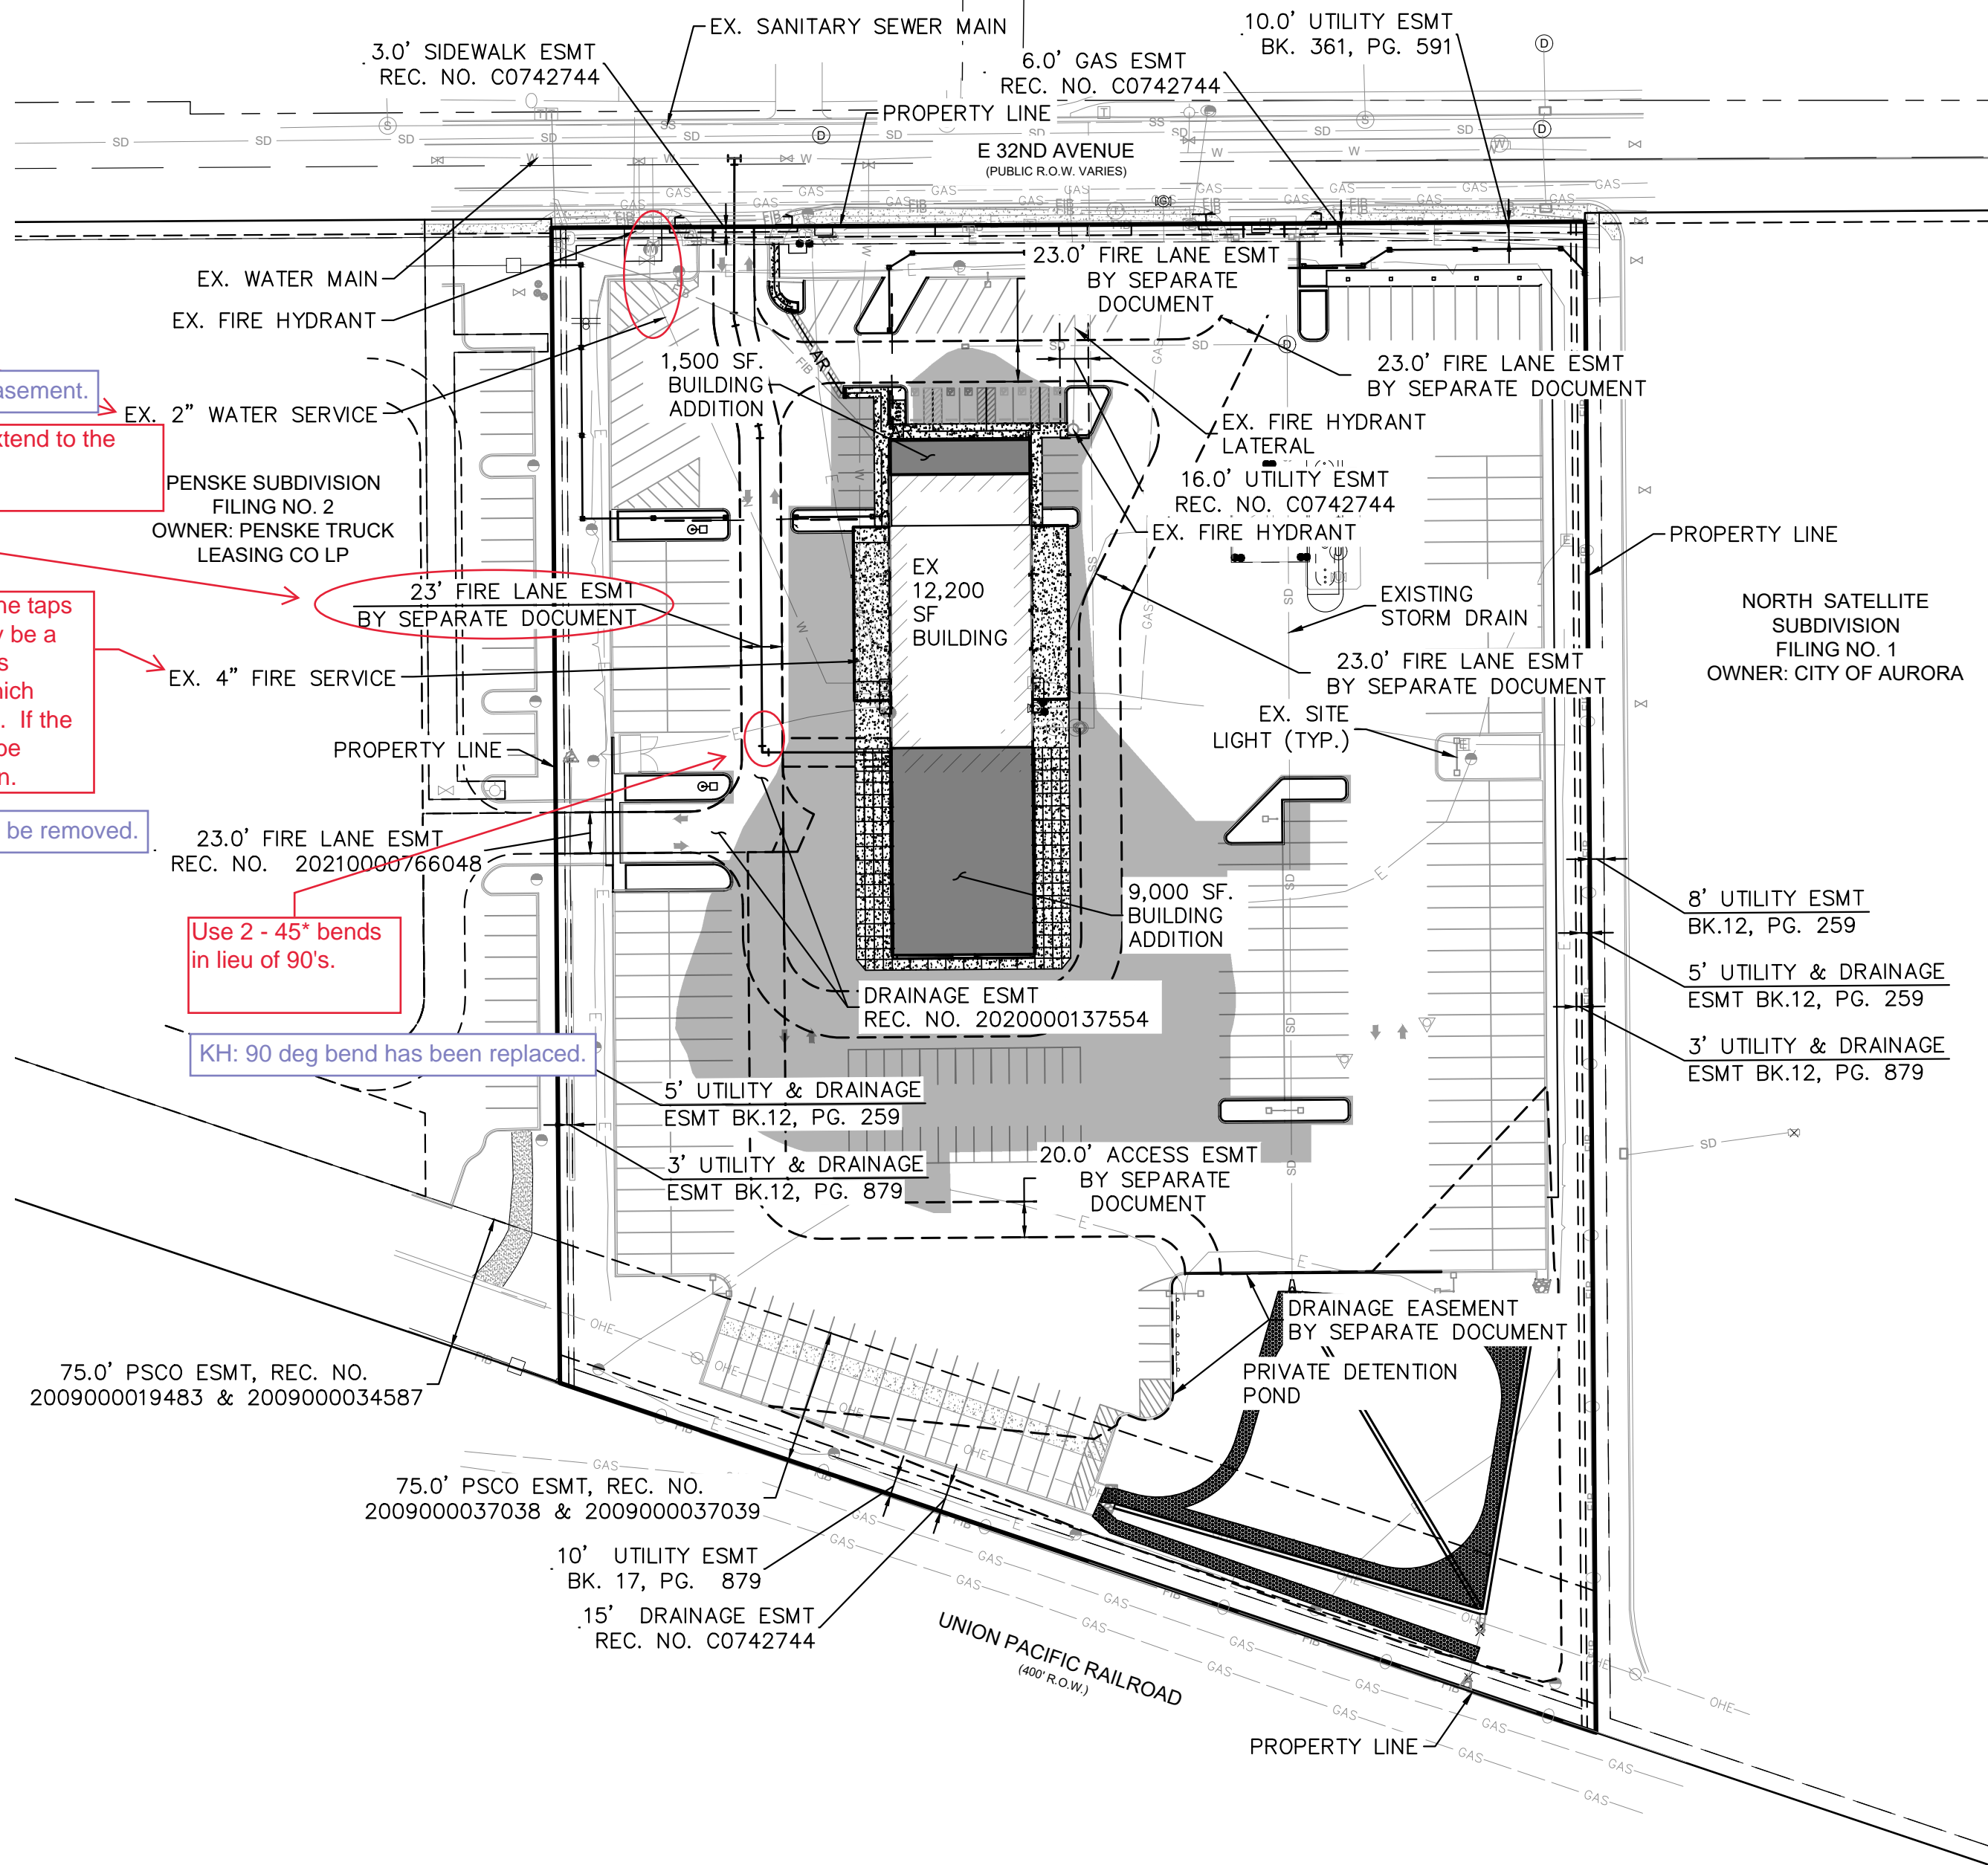 EX. SANITARY SEWER MAIN
10.0' UTILITY ESMT
BK. 361, PG. 591
3.0' SIDEWALK ESMT
REC. NO. C0742744
6.0' GAS ESMT
REC. NO. C0742744
PROPERTY LINE
E 32ND AVENUE
(PUBLIC R.O.W. VARIES)
EX. WATER MAIN
EX. FIRE HYDRANT
23.0' FIRE LANE ESMT
BY SEPARATE
DOCUMENT
1,500 SF.
BUILDING
ADDITION
23.0' FIRE LANE ESMT
BY SEPARATE DOCUMENT
asement.
EX. 2" WATER SERVICE
EX. FIRE HYDRANT
LATERAL
xtend to the
PENSKE SUBDIVISION
FILING NO. 2
OWNER: PENSKE TRUCK
LEASING CO LP
16.0' UTILITY ESMT
REC. NO. C0742744
EX. FIRE HYDRANT
PROPERTY LINE
23' FIRE LANE ESMT
BY SEPARATE DOCUMENT
EX
12,200
SF
BUILDING
EXISTING
STORM DRAIN
NORTH SATELLITE
SUBDIVISION
FILING NO. 1
OWNER: CITY OF AURORA
ne taps
y be a
s
hich
. If the
be
n.
EX. 4" FIRE SERVICE
23.0' FIRE LANE ESMT
BY SEPARATE DOCUMENT
EX. SITE
LIGHT (TYP.)
PROPERTY LINE
be removed.
23.0' FIRE LANE ESMT
REC. NO. 20210000766048
9,000 SF.
BUILDING
ADDITION
8' UTILITY ESMT
BK.12, PG. 259
Use 2 - 45* bends
in lieu of 90's.
5' UTILITY & DRAINAGE
ESMT BK.12, PG. 259
DRAINAGE ESMT
REC. NO. 2020000137554
KH: 90 deg bend has been replaced.
3' UTILITY & DRAINAGE
ESMT BK.12, PG. 879
5' UTILITY & DRAINAGE
ESMT BK.12, PG. 259
3' UTILITY & DRAINAGE
ESMT BK.12, PG. 879
20.0' ACCESS ESMT
BY SEPARATE
DOCUMENT
DRAINAGE EASEMENT
BY SEPARATE DOCUMENT
PRIVATE DETENTION
POND
75.0' PSCO ESMT, REC. NO.
2009000019483 & 2009000034587
75.0' PSCO ESMT, REC. NO.
2009000037038 & 2009000037039
10' UTILITY ESMT
BK. 17, PG. 879
15' DRAINAGE ESMT
REC. NO. C0742744
UNION PACIFIC RAILROAD
(400' R.O.W.)
PROPERTY LINE